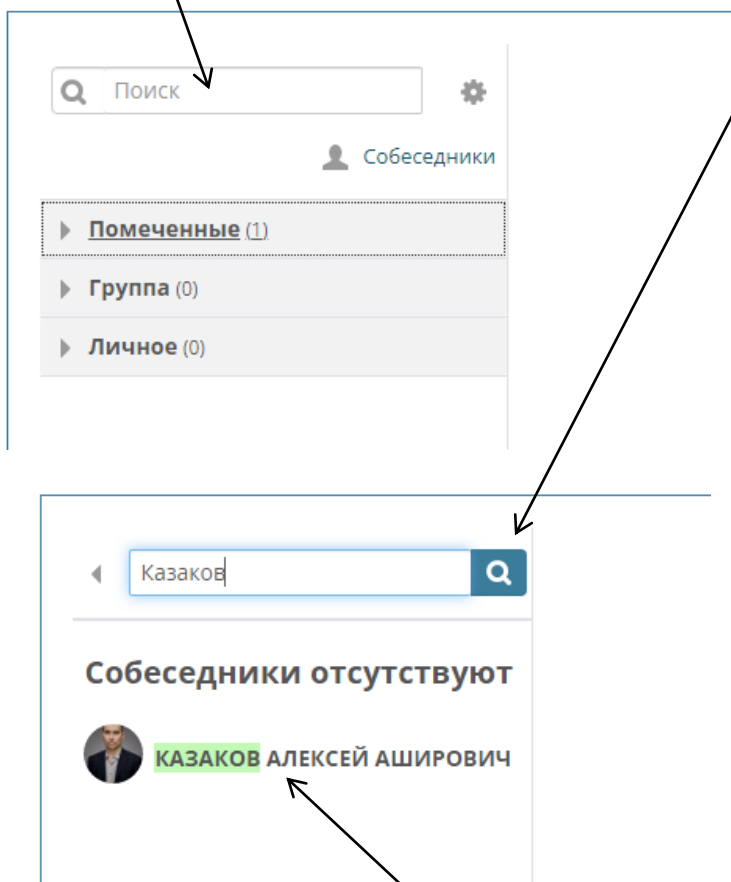 Поиск
Собеседники
Помеченные (1)
Группа (0)
Личное (0)
Казаков
Собеседники отсутствуют
КАЗАКОВ АЛЕКСЕЙ АШИРОВИЧ